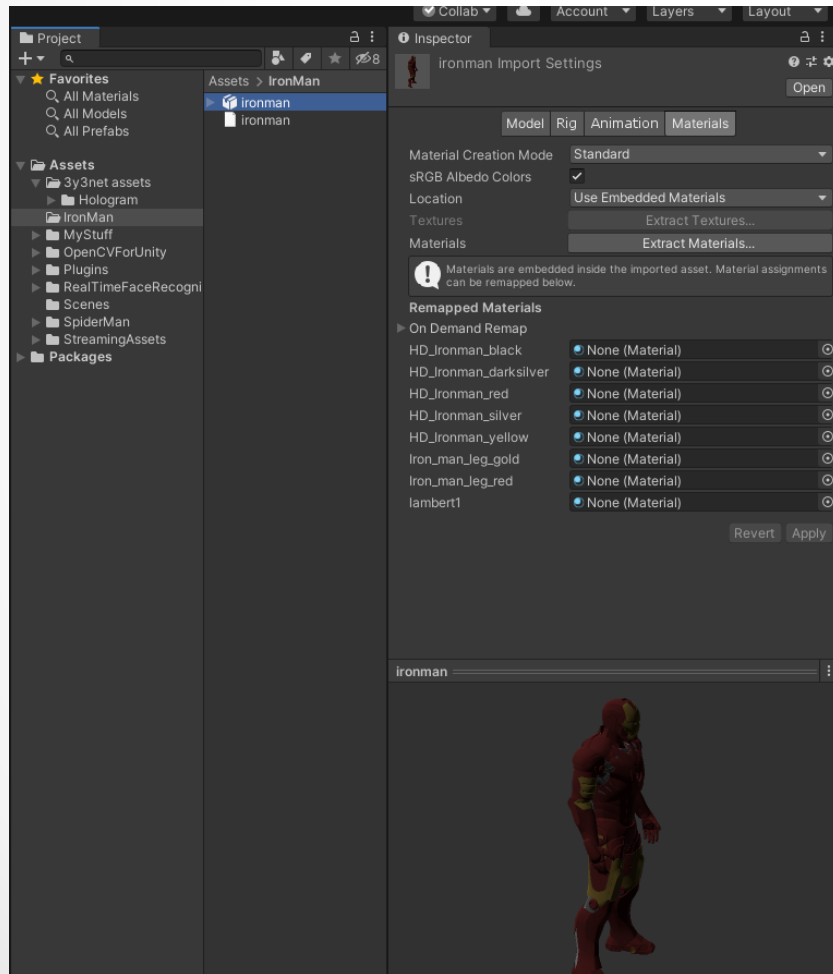 Collab Account Layers Layout
Project
8
Favorites
All Materials
All Models
All Prefabs
Assets
3y3net assets
Hologram
IronMan
MyStuff
OpenCVForUnity
Plugins
RealTimeFaceRecogni
Scenes
SpiderMan
StreamingAssets
Packages
Assets > IronMan
ironman
ironman
Inspector
ironman Import Settings
Open
Model Rig Animation Materials
Material Creation Mode Standard
sRGB Albedo Colors
Location Use Embedded Materials
Textures Extract Textures...
Materials Extract Materials...
Materials are embedded inside the imported asset. Material assignments
can be remapped below.
Remapped Materials
On Demand Remap
HD_Ironman_black None (Material)
HD_Ironman_darksilver None (Material)
HD_Ironman_red None (Material)
HD_Ironman_silver None (Material)
HD_Ironman_yellow None (Material)
Iron_man_leg_gold None (Material)
Iron_man_leg_red None (Material)
lambert1 None (Material)
Revert Apply
ironman